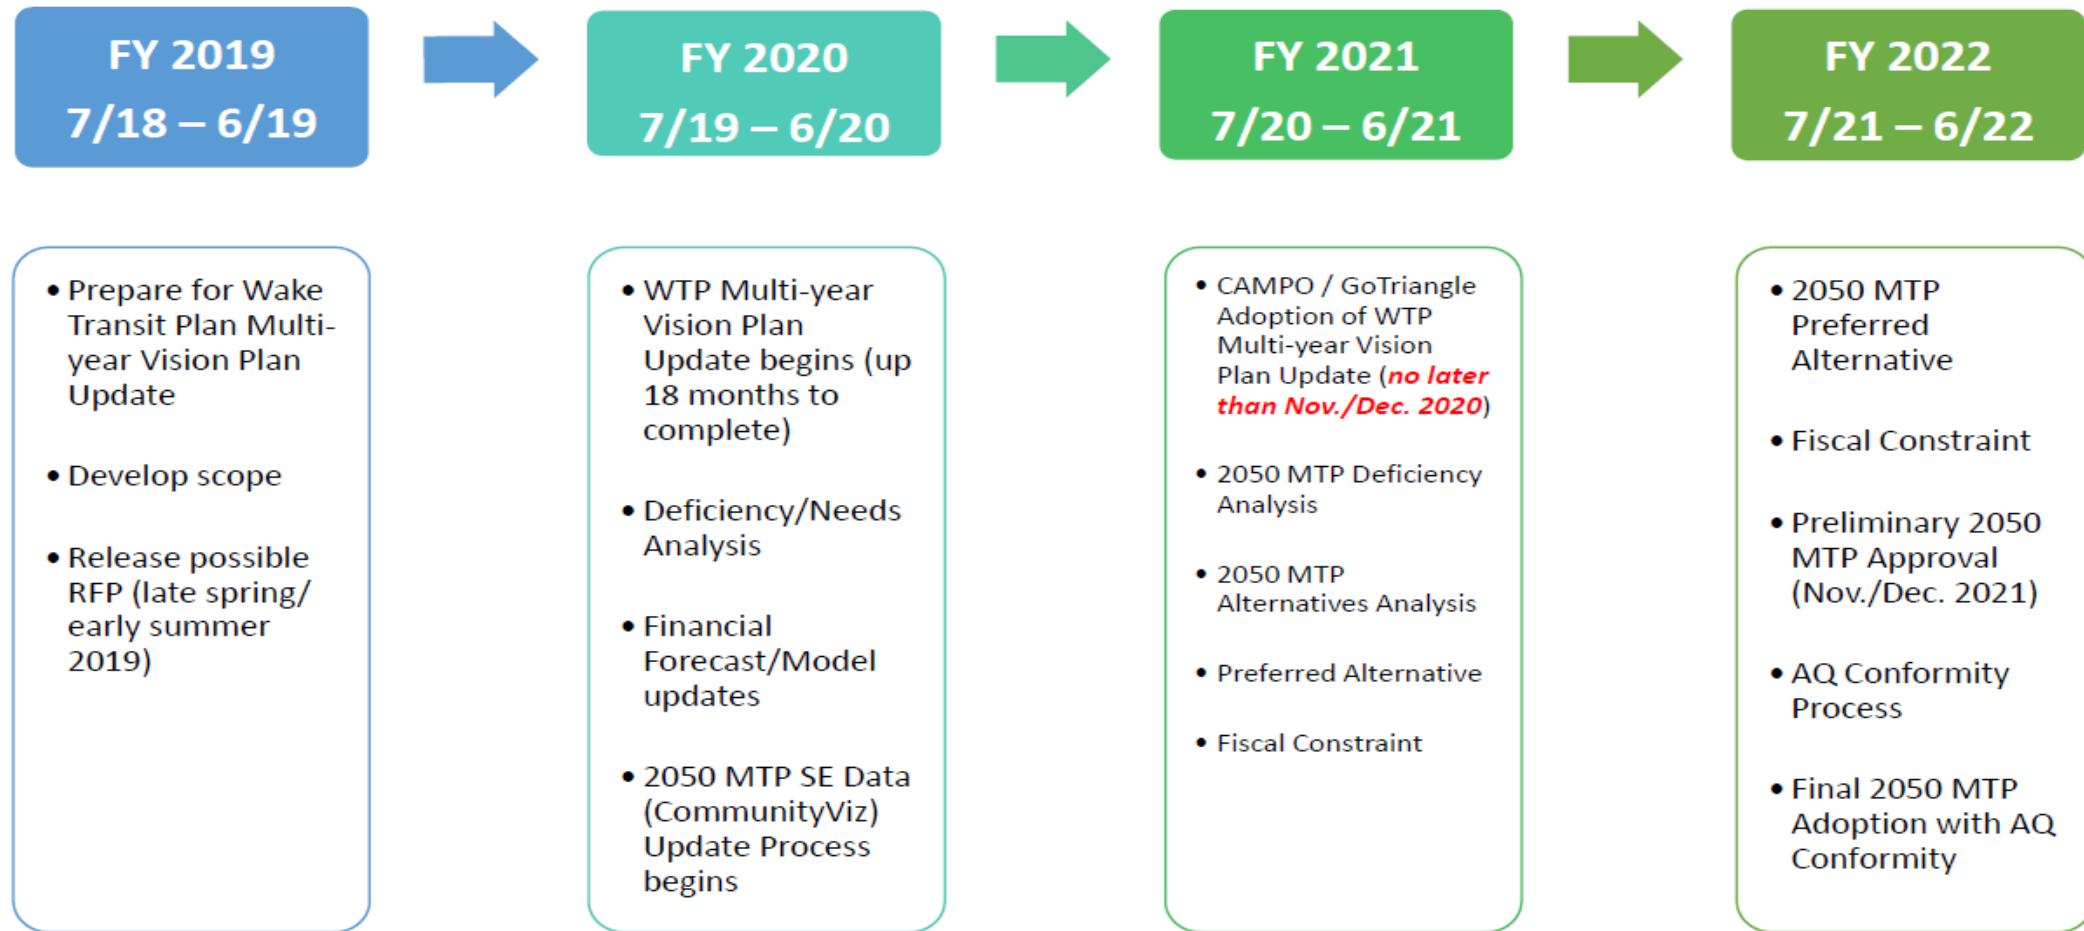 FY 2019
7/18 – 6/19
FY 2020
7/19 – 6/20
FY 2021
7/20 – 6/21
FY 2022
7/21 – 6/22
• Prepare for Wake
Transit Plan Multi-
year Vision Plan
Update
• Develop scope
• Release possible
RFP (late spring/
early summer
2019)
• WTP Multi-year
Vision Plan
Update begins (up
18 months to
complete)
• Deficiency/Needs
Analysis
• Financial
Forecast/Model
updates
• 2050 MTP SE Data
(CommunityViz)
Update Process
begins
• CAMPO / GoTriangle
Adoption of WTP
Multi-year Vision
Plan Update (no later
than Nov./Dec. 2020)
• 2050 MTP Deficiency
Analysis
• 2050 MTP
Alternatives Analysis
• Preferred Alternative
• Fiscal Constraint
• 2050 MTP
Preferred
Alternative
• Fiscal Constraint
• Preliminary 2050
MTP Approval
(Nov./Dec. 2021)
• AQ Conformity
Process
• Final 2050 MTP
Adoption with AQ
Conformity